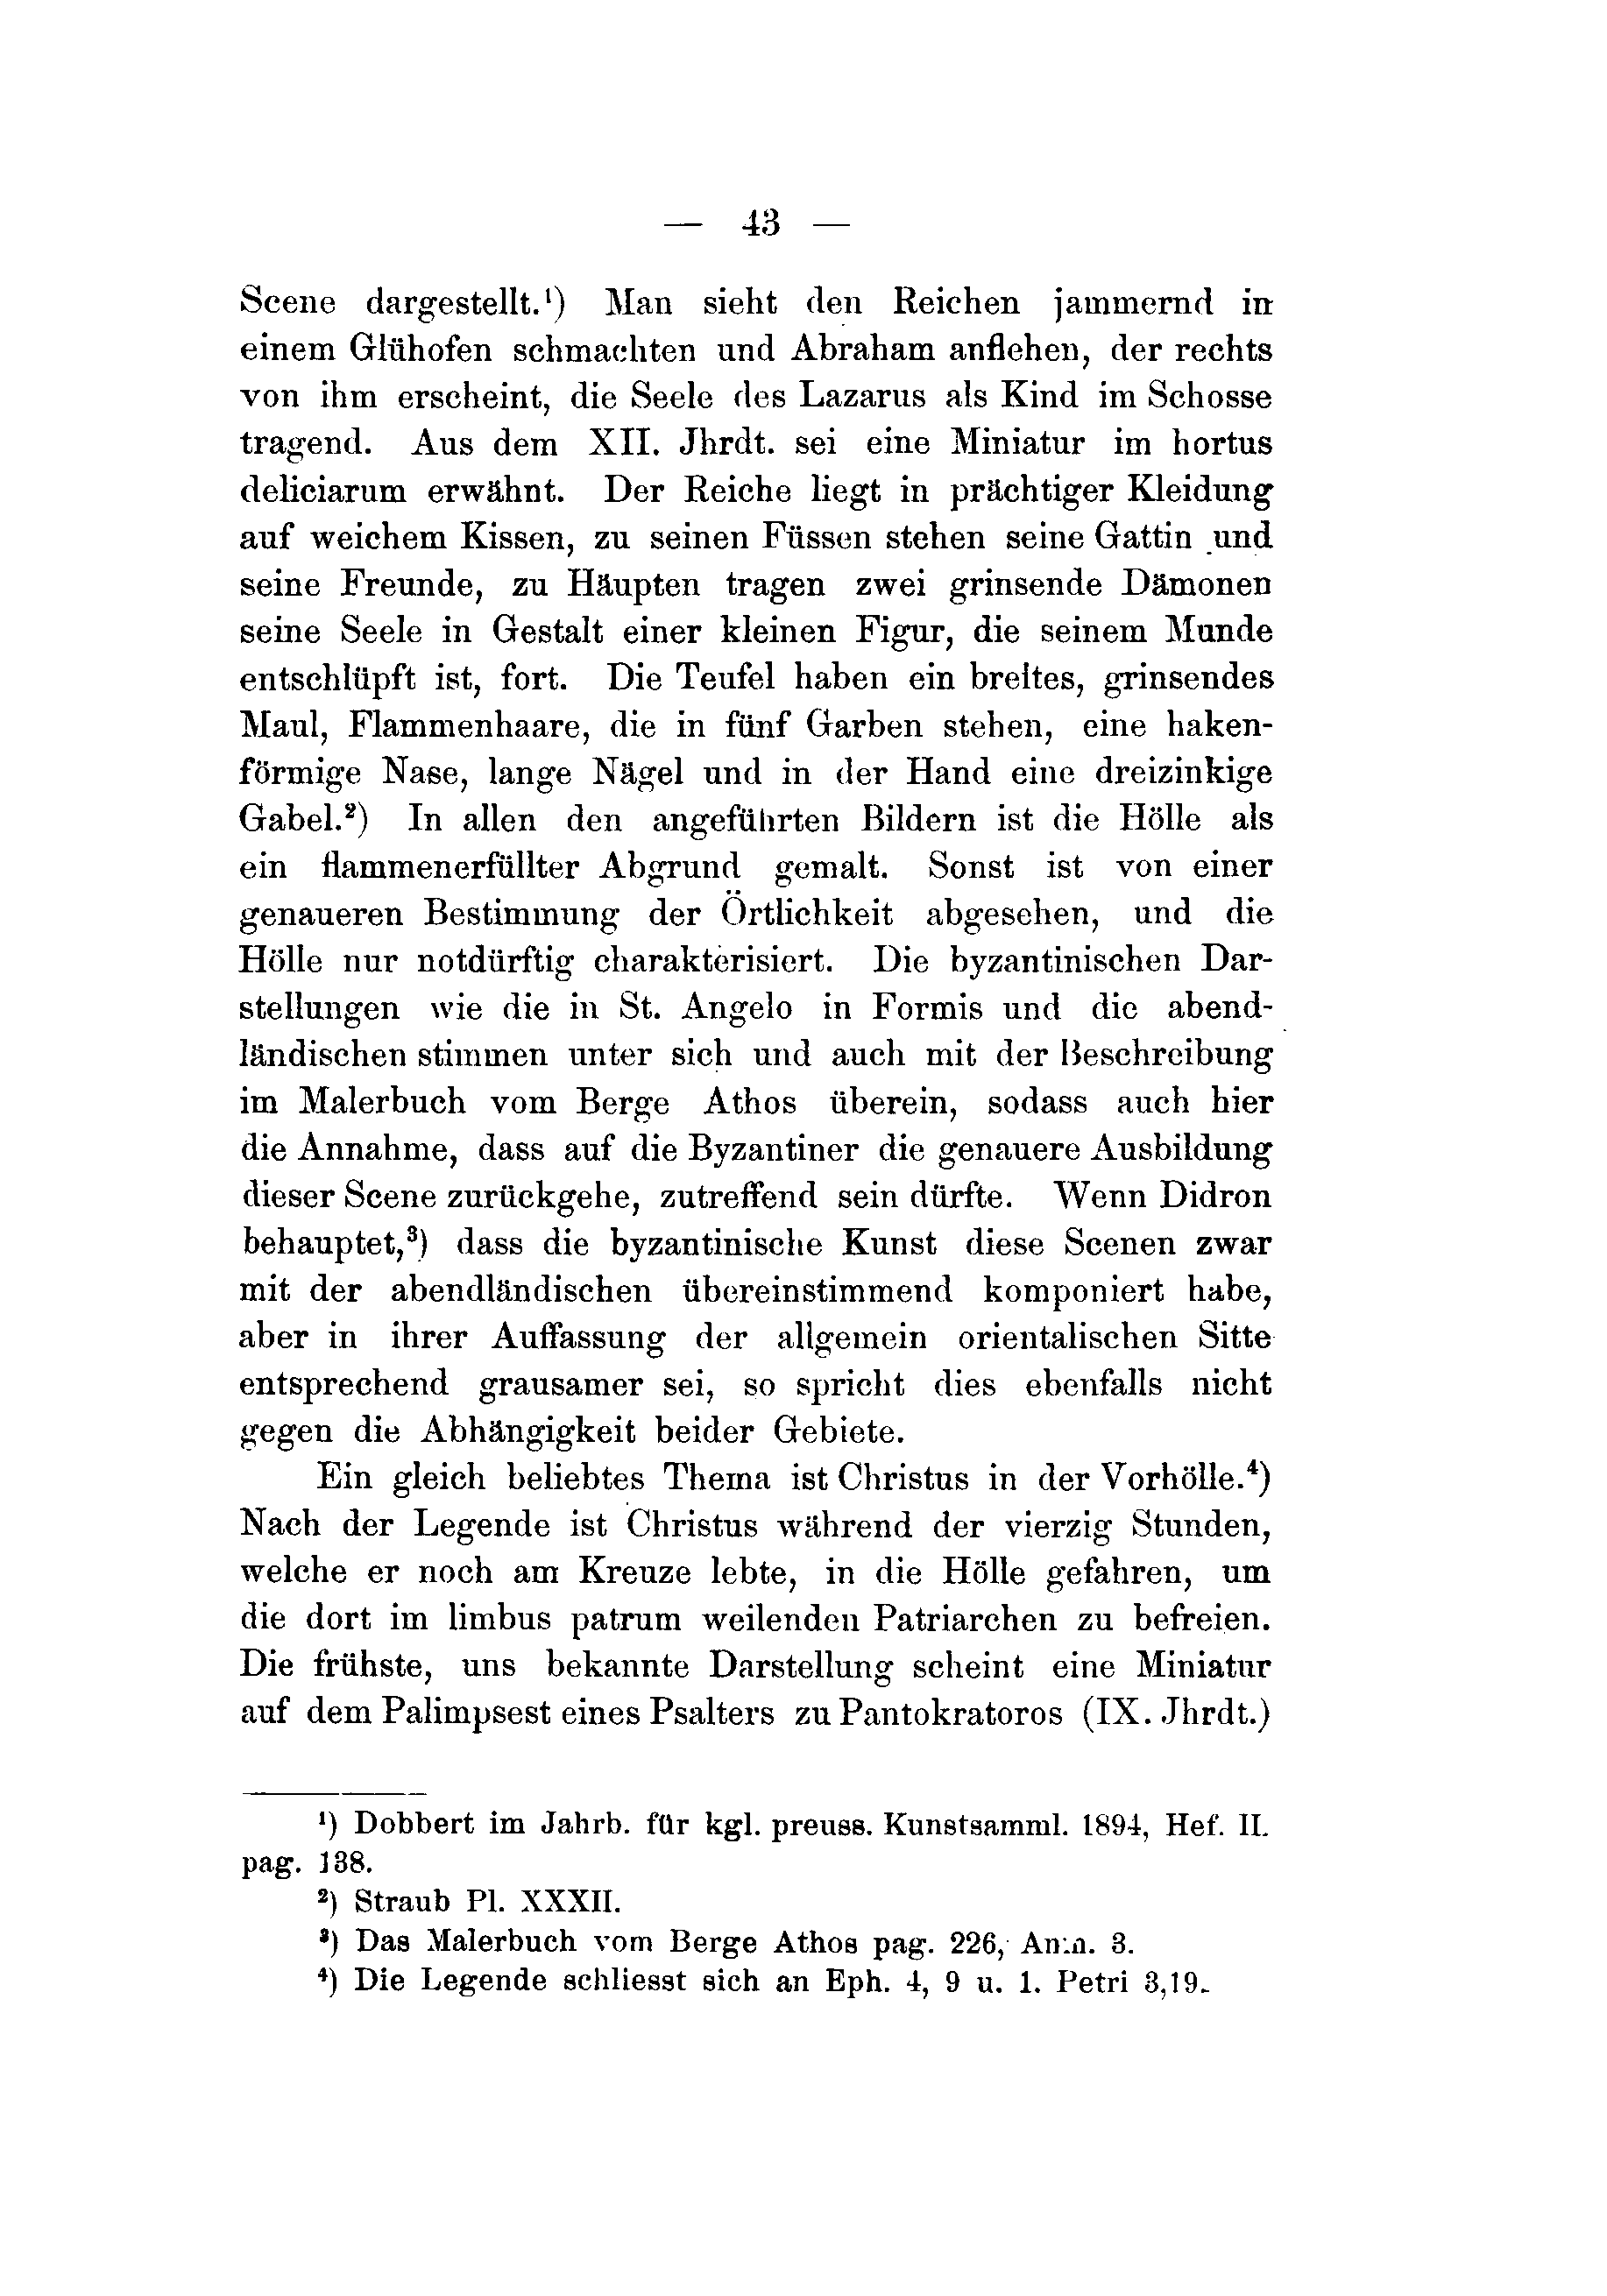 — 43 —
Scene dargestellt.¹) Man sieht den Reichen jammernd in
einem Glühofen schmachten und Abraham anflehen, der rechts
von ihm erscheint, die Seele des Lazarus als Kind im Schosse
tragend. Aus dem XII. Jhrdt. sei eine Miniatur im hortus
deliciarum erwähnt. Der Reiche liegt in prächtiger Kleidung
auf weichem Kissen, zu seinen Füssen stehen seine Gattin und
seine Freunde, zu Häupten tragen zwei grinsende Dämonen
seine Seele in Gestalt einer kleinen Figur, die seinem Munde
entschlüpft ist, fort. Die Teufel haben ein breites, grinsendes
Maul, Flammenhaare, die in fünf Garben stehen, eine haken-
förmige Nase, lange Nägel und in der Hand eine dreizinkige
Gabel.²) In allen den angeführten Bildern ist die Hölle als
ein flammenerfüllter Abgrund gemalt. Sonst ist von einer
genaueren Bestimmung der Örtlichkeit abgesehen, und die
Hölle nur notdürftig charakterisiert. Die byzantinischen Dar-
stellungen wie die in St. Angelo in Formis und die abend-
ländischen stimmen unter sich und auch mit der Beschreibung
im Malerbuch vom Berge Athos überein, sodass auch hier
die Annahme, dass auf die Byzantiner die genauere Ausbildung
dieser Scene zurückgehe, zutreffend sein dürfte. Wenn Didron
behauptet,³) dass die byzantinische Kunst diese Scenen zwar
mit der abendländischen übereinstimmend komponiert habe,
aber in ihrer Auffassung der allgemein orientalischen Sitte
entsprechend grausamer sei, so spricht dies ebenfalls nicht
gegen die Abhängigkeit beider Gebiete.
Ein gleich beliebtes Thema ist Christus in der Vorhölle.⁴)
Nach der Legende ist Christus während der vierzig Stunden,
welche er noch am Kreuze lebte, in die Hölle gefahren, um
die dort im limbus patrum weilenden Patriarchen zu befreien.
Die frühste, uns bekannte Darstellung scheint eine Miniatur
auf dem Palimpsest eines Psalters zu Pantokratoros (IX. Jhrdt.)
¹) Dobbert im Jahrb. für kgl. preuss. Kunstsamml. 1894, Hef. II.
pag. 138.
²) Straub Pl. XXXII.
³) Das Malerbuch vom Berge Athos pag. 226, Anm. 3.
⁴) Die Legende schliesst sich an Eph. 4, 9 u. 1. Petri 3,19.